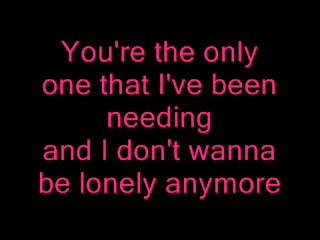 You're the only
one that I've been
needing
and I don't wanna
be lonely anymore